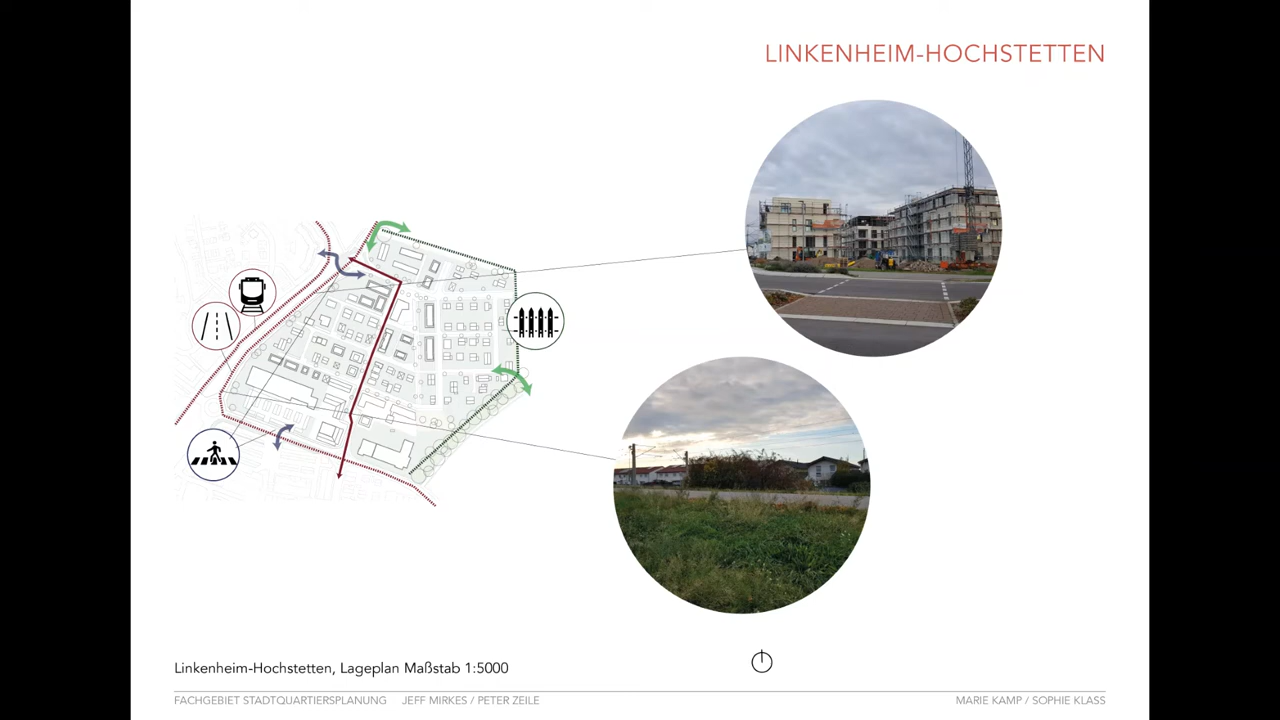 LINKENHEIM-HOCHSTETTEN
Linkenheim-Hochstetten, Lageplan Maßstab 1:5000
FACHGEBIET STADTQUARTIERSPLANUNG JEFF MIRKES / PETER ZEILE
MARIE KAMP / SOPHIE KLASS